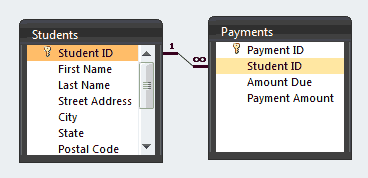 Students
Student ID
First Name
Last Name
Street Address
City
State
Postal Code
1
∞
Payments
Payment ID
Student ID
Amount Due
Payment Amount